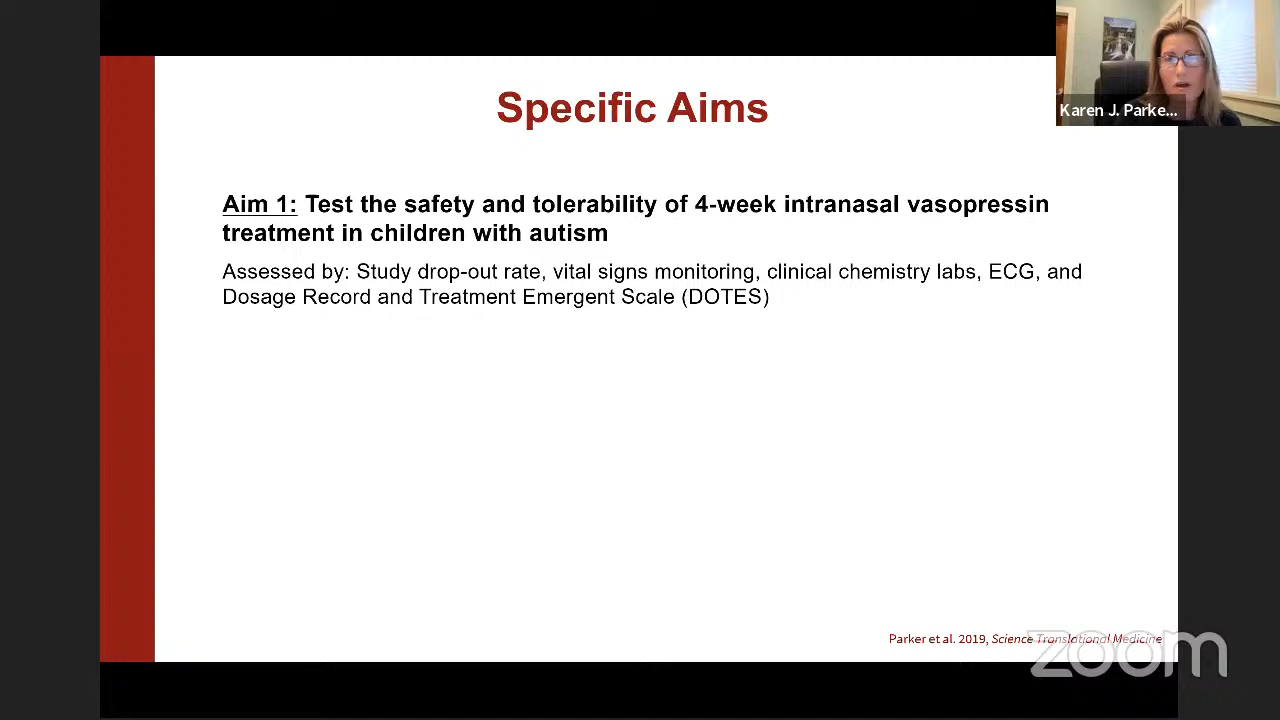 Specific Aims
Karen J. Parke...
Aim 1: Test the safety and tolerability of 4-week intranasal vasopressin
treatment in children with autism
Assessed by: Study drop-out rate, vital signs monitoring, clinical chemistry labs, ECG, and
Dosage Record and Treatment Emergent Scale (DOTES)
Parker et al. 2019, Science Translational Medicine
zoom